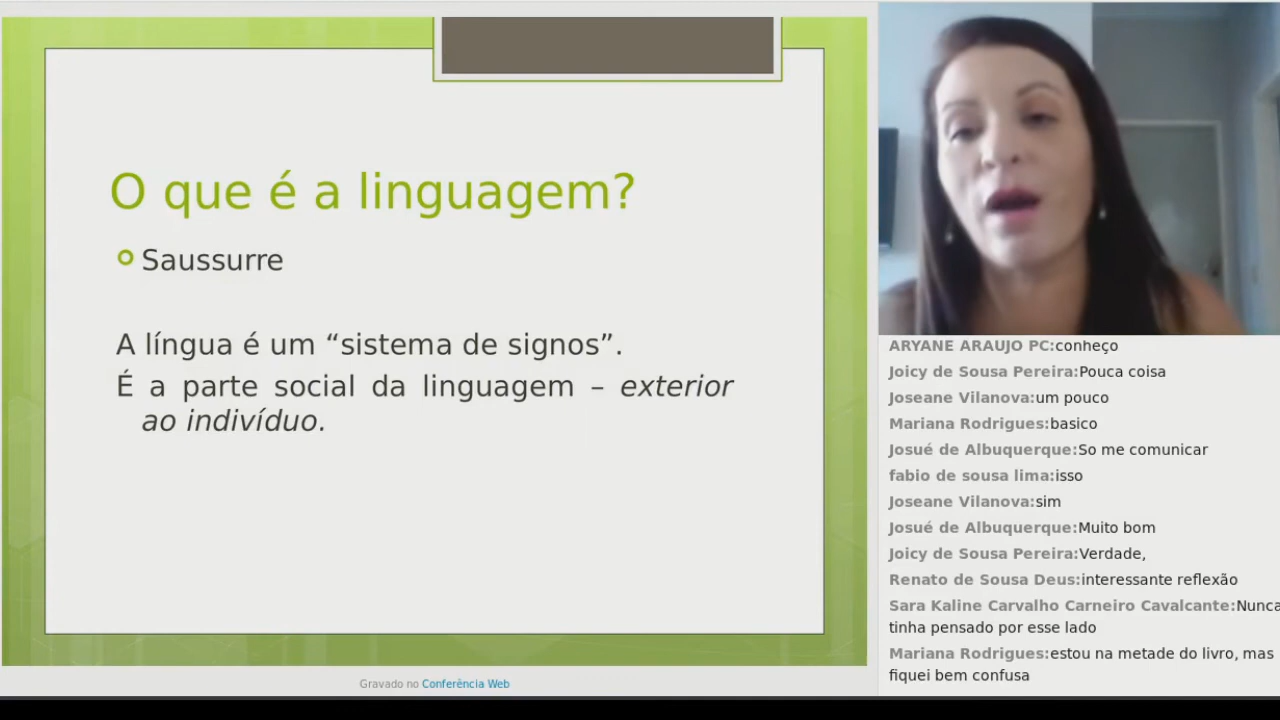 O que é a linguagem?
Saussurre
A língua é um “sistema de signos”.
É a parte social da linguagem – exterior
ao indivíduo.
Gravado no Conferência Web
ARYANE ARAUJO PC:conheço
Joicy de Sousa Pereira:Pouca coisa
Joseane Vilanova:um pouco
Mariana Rodrigues:basico
Josué de Albuquerque:So me comunicar
fabio de sousa lima:isso
Joseane Vilanova:sim
Josué de Albuquerque:Muito bom
Joicy de Sousa Pereira:Verdade,
Renato de Sousa Deus:interessante reflexão
Sara Kaline Carvalho Carneiro Cavalcante:Nunca
tinha pensado por esse lado
Mariana Rodrigues:estou na metade do livro, mas
fiquei bem confusa